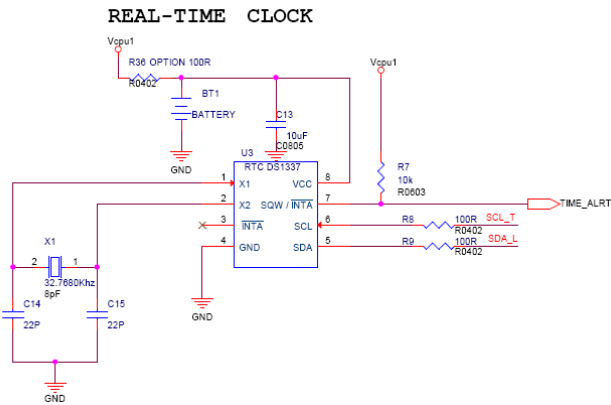 REAL-TIME CLOCK
Vcpu1
R36 OPTION 100R
R0402
BT1
BATTERY
GND
C13
10uF
C0805
GND
Vcpu1
R7
10k
R0603
U3
RTC DS1337
1 X1 VCC 8
2 X2 SQW / INTA 7
3 INTA SCL 6
4 GND SDA 5
TIME_ALRT
R8 100R SCL_T
R0402
R9 100R SDA_L
R0402
GND
X1
2 1
32.7680Khz
8pF
C14
22P
C15
22P
GND